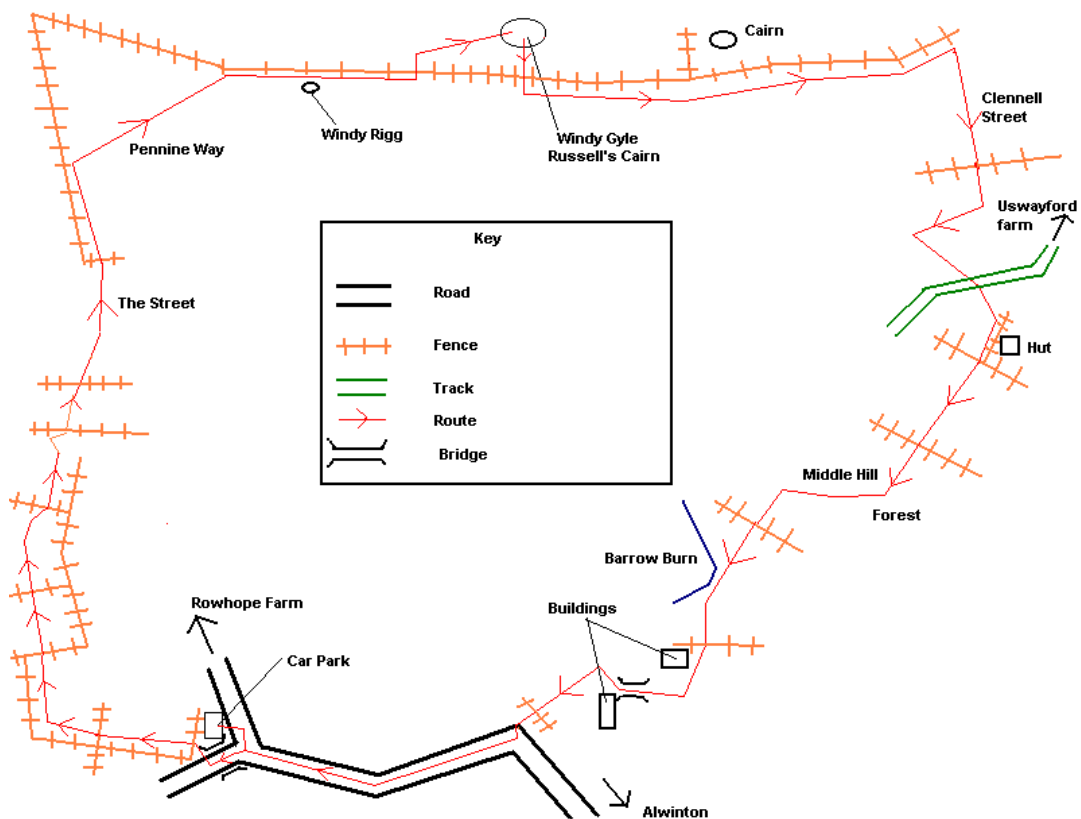 Cairn
Clennell
Street
Windy Rigg
Windy Gyle
Russell's Cairn
Pennine Way
Uswayford
farm
Key
Road
Fence
Track
Route
Bridge
The Street
Hut
Middle Hill
Forest
Barrow Burn
Rowhope Farm
Buildings
Car Park
Alwinton